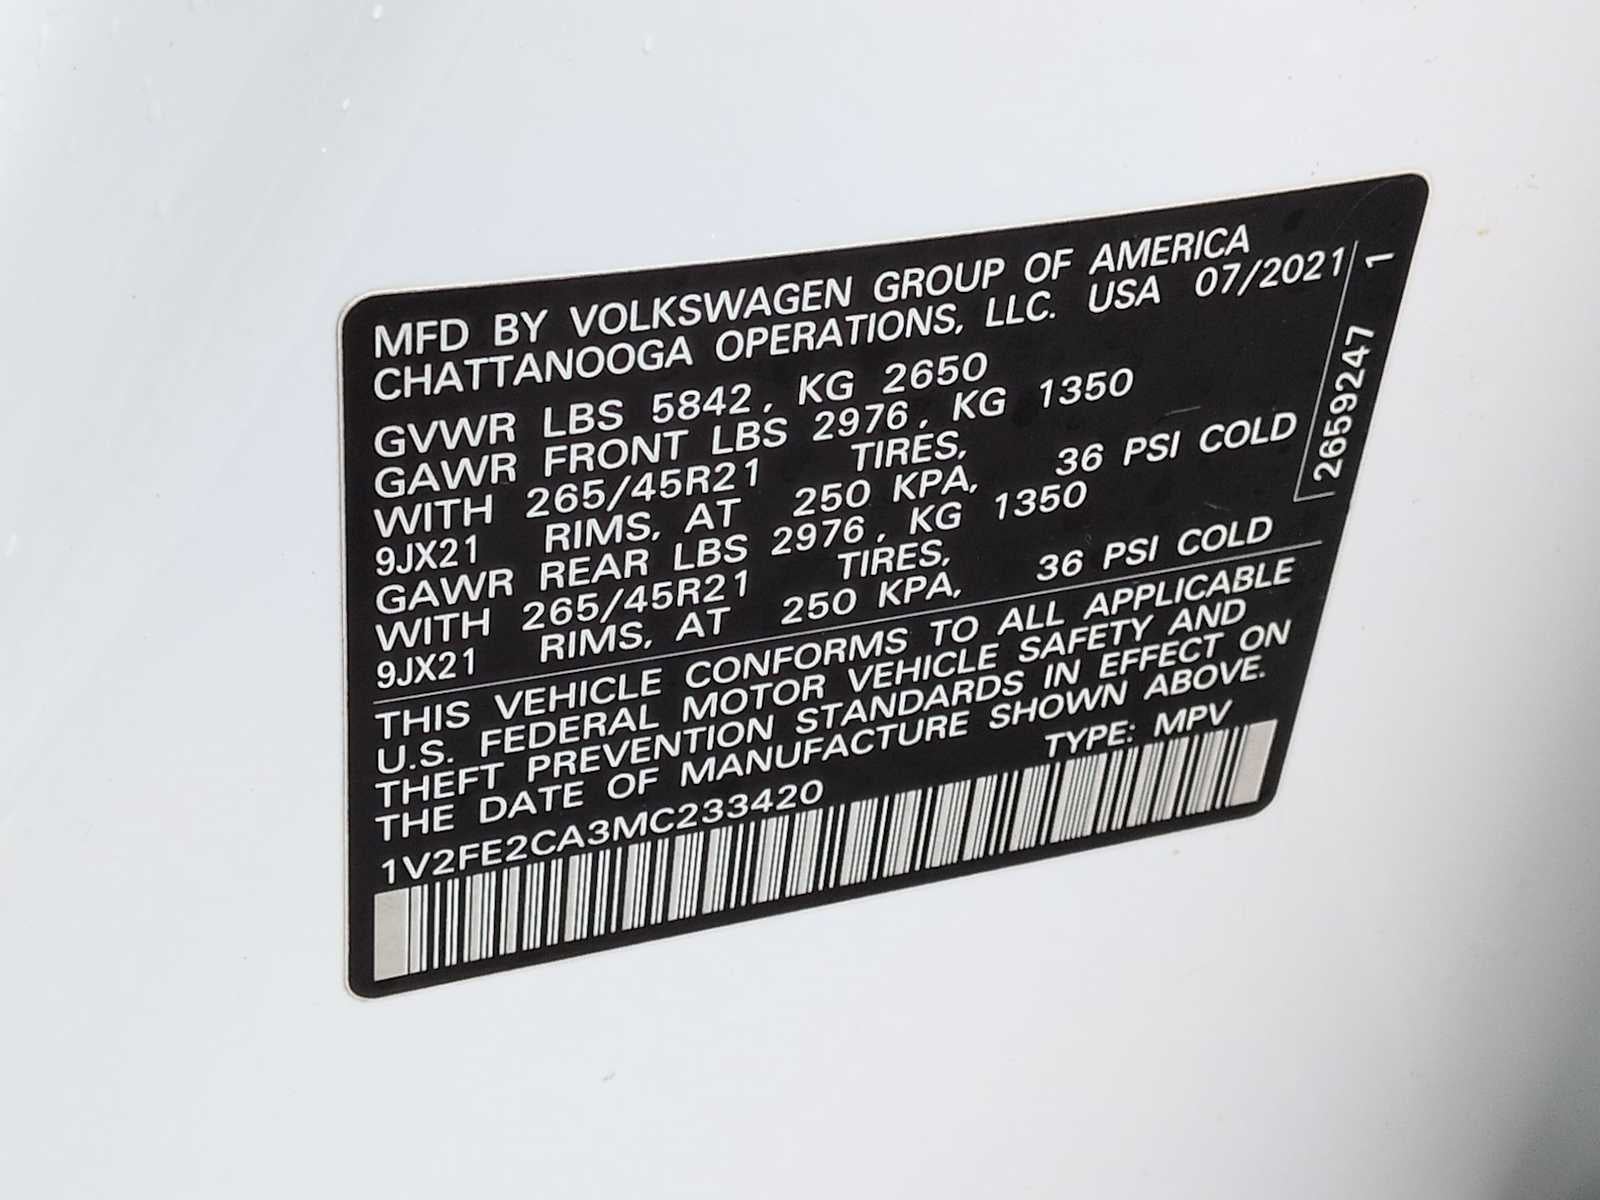 MFD BY VOLKSWAGEN GROUP OF AMERICA
CHATTANOOGA OPERATIONS, LLC. USA 07/2021
GVWR LBS 5842, KG 2650
GAWR FRONT LBS 2976, KG 1350
WITH 265/45R21 TIRES,
9JX21 RIMS, AT 250 KPA, 36 PSI COLD
GAWR REAR LBS 2976, KG 1350
WITH 265/45R21 TIRES,
9JX21 RIMS, AT 250 KPA, 36 PSI COLD
THIS VEHICLE CONFORMS TO ALL APPLICABLE
U.S. FEDERAL MOTOR VEHICLE SAFETY AND
THEFT PREVENTION STANDARDS IN EFFECT ON
THE DATE OF MANUFACTURE SHOWN ABOVE.
1V2FE2CA3MC233420 TYPE: MPV
2659247 1